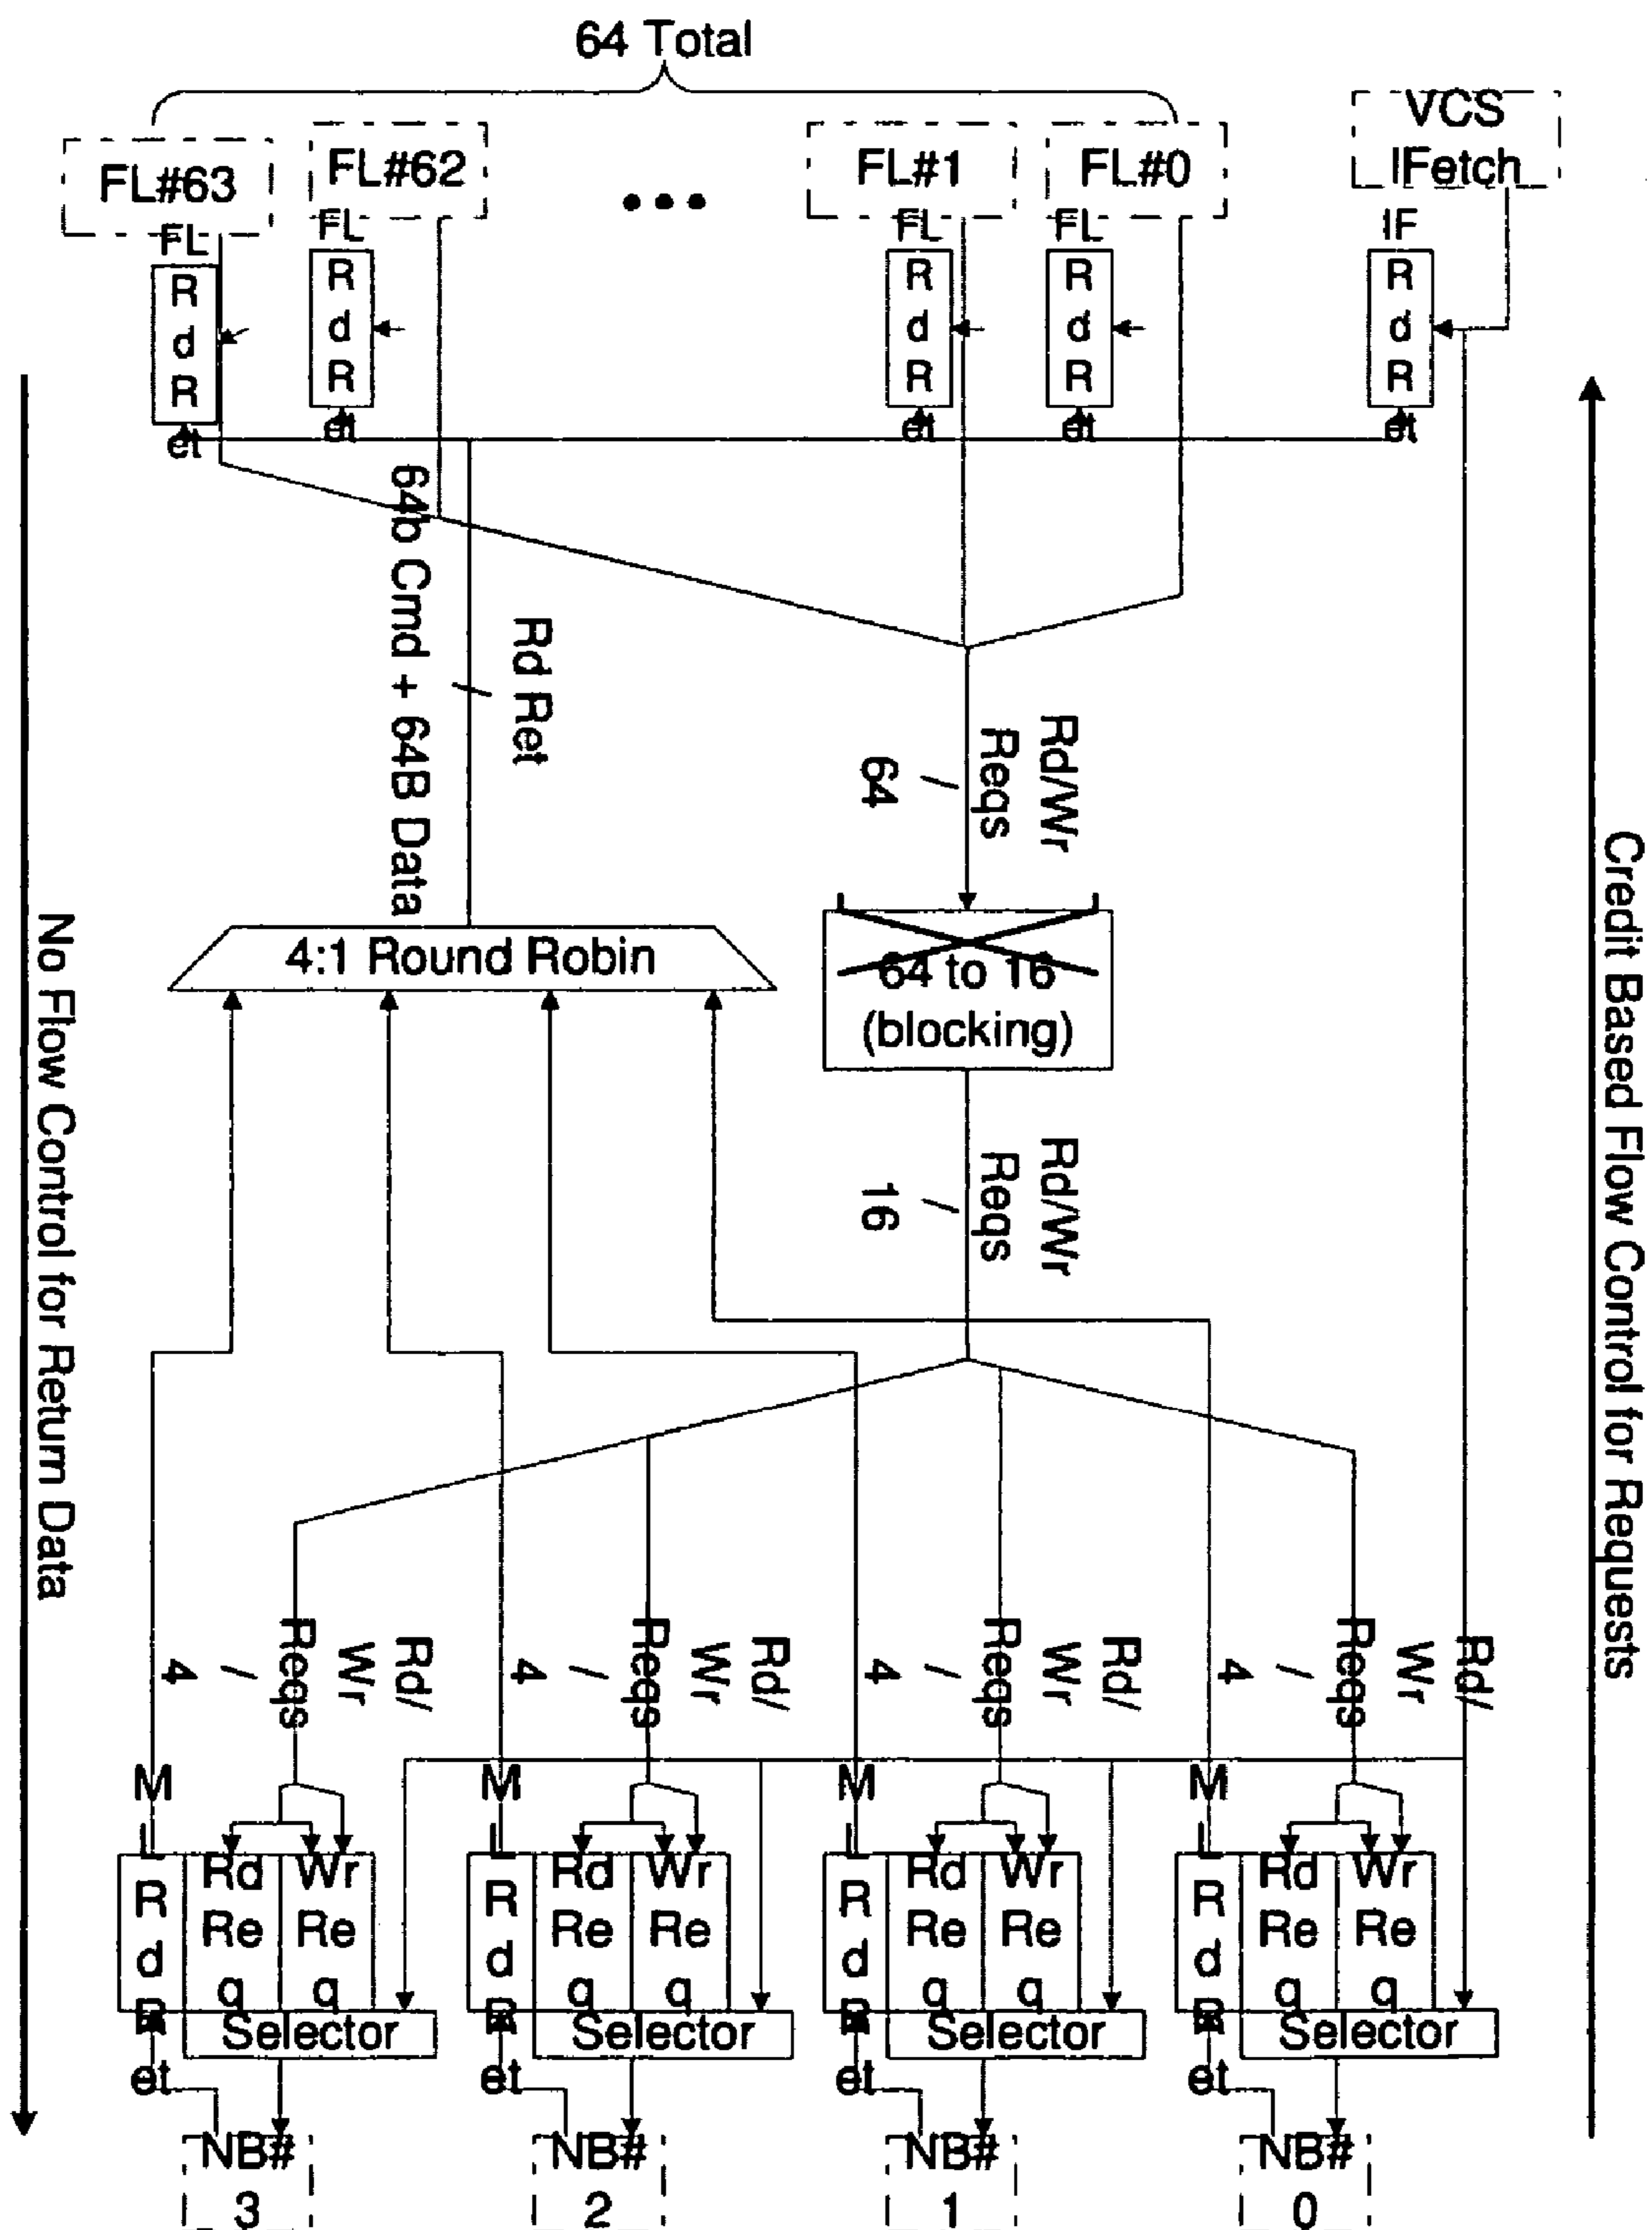 64 Total
VCS
IFetch
FL#63
FL#62
FL#1
FL#0
FL
FL
FL
FL
IF
R
d
R
et
R
d
R
et
R
d
R
et
R
d
R
et
R
d
R
et
64b Cmd + 64B Data
Rd Ret
Rd/Wr
Reqs
64
4:1 Round Robin
64 to 16
(blocking)
Rd/Wr
Reqs
16
No Flow Control for Return Data
Credit Based Flow Control for Requests
Rd/
Wr
Reqs
4
Rd/
Wr
Reqs
4
Rd/
Wr
Reqs
4
Rd/
Wr
Reqs
4
M
L
R
d
R
et
Rd
Re
q
Wr
Re
q
Selector
M
L
R
d
R
et
Rd
Re
q
Wr
Re
q
Selector
M
L
R
d
R
et
Rd
Re
q
Wr
Re
q
Selector
M
L
R
d
R
et
Rd
Re
q
Wr
Re
q
Selector
NB#
3
NB#
2
NB#
1
NB#
0